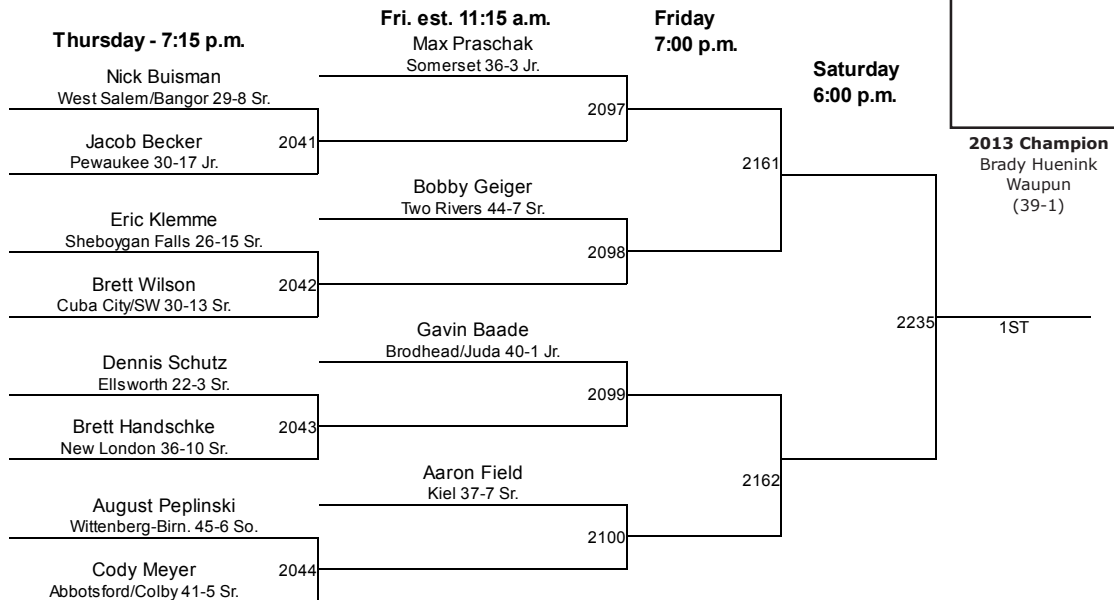 Thursday - 7:15 p.m.
Fri. est. 11:15 a.m.
Friday
7:00 p.m.
Saturday
6:00 p.m.
2013 Champion
Brady Huenink
Waupun
(39-1)
Max Praschak
Somerset 36-3 Jr.
Nick Buisman
West Salem/Bangor 29-8 Sr.
2097
Jacob Becker
2041
Pewaukee 30-17 Jr.
2161
Bobby Geiger
Two Rivers 44-7 Sr.
Eric Klemme
Sheboygan Falls 26-15 Sr.
2098
Brett Wilson
2042
Cuba City/SW 30-13 Sr.
2235
1ST
Gavin Baade
Brodhead/Juda 40-1 Jr.
Dennis Schutz
Ellsworth 22-3 Sr.
2099
Brett Handschke
2043
New London 36-10 Sr.
2162
Aaron Field
Kiel 37-7 Sr.
August Peplinski
Wittenberg-Birn. 45-6 So.
2100
Cody Meyer
2044
Abbotsford/Colby 41-5 Sr.